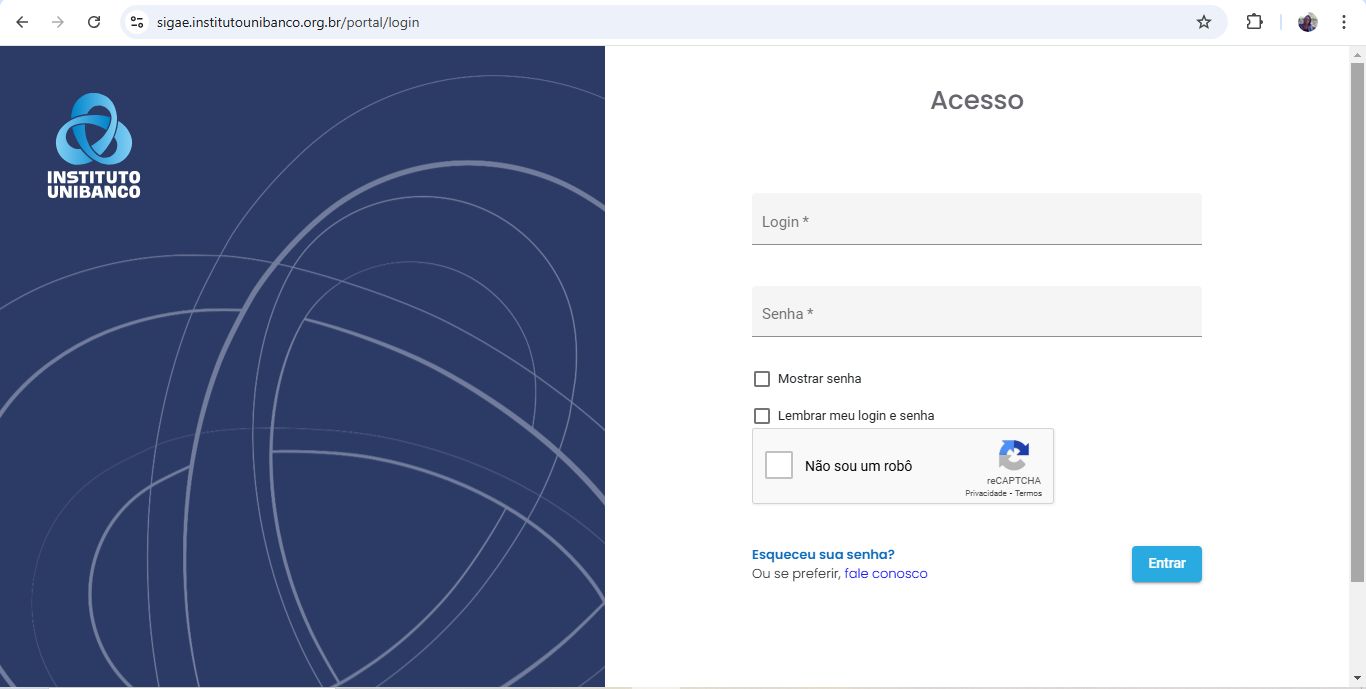 sigae.institutounibanco.org.br/portal/login
INSTITUTO
UNIBANCO
Acesso
Login *
Senha *
Mostrar senha
Lembrar meu login e senha
Não sou um robô
reCAPTCHA
Privacidade - Termos
Esqueceu sua senha?
Ou se preferir, fale conosco
Entrar